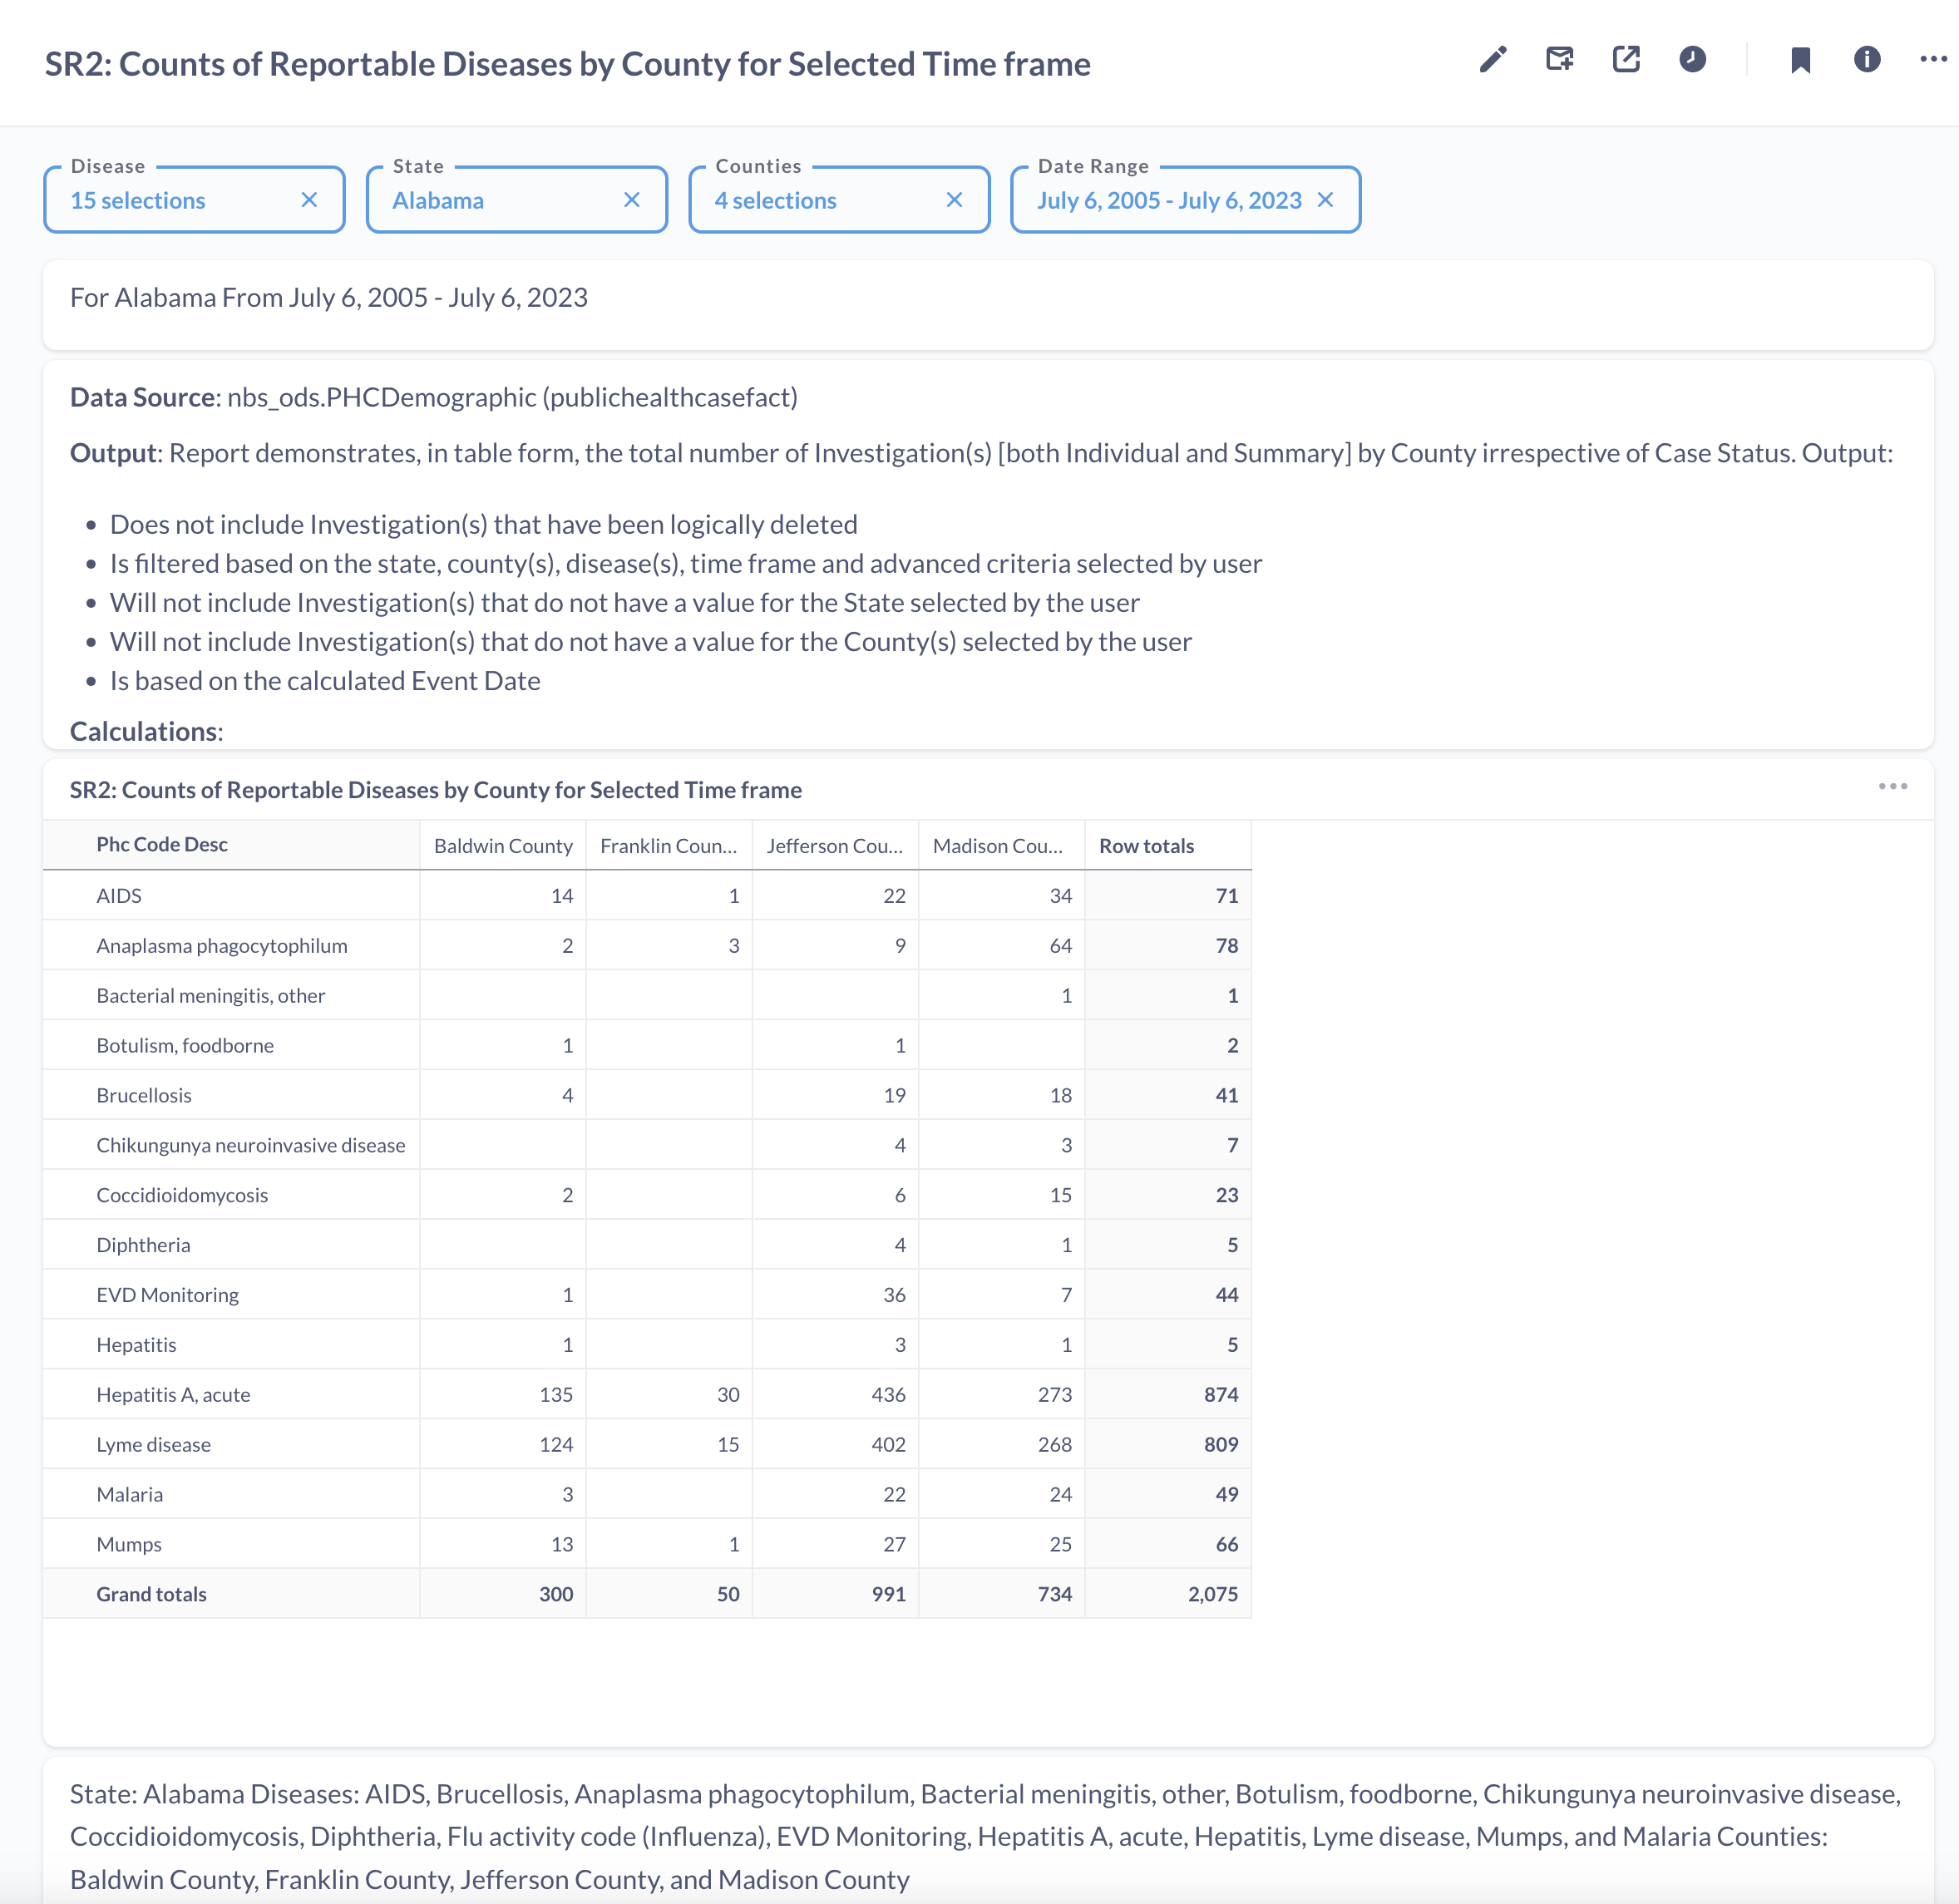 SR2: Counts of Reportable Diseases by County for Selected Time frame
Disease
15 selections
State
Alabama
Counties
4 selections
Date Range
July 6, 2005 - July 6, 2023
For Alabama From July 6, 2005 - July 6, 2023
Data Source: nbs_ods.PHCDemographic (publichealthcasefact)
Output: Report demonstrates, in table form, the total number of Investigation(s) [both Individual and Summary] by County irrespective of Case Status. Output:
• Does not include Investigation(s) that have been logically deleted
• Is filtered based on the state, county(s), disease(s), time frame and advanced criteria selected by user
• Will not include Investigation(s) that do not have a value for the State selected by the user
• Will not include Investigation(s) that do not have a value for the County(s) selected by the user
• Is based on the calculated Event Date
Calculations:
SR2: Counts of Reportable Diseases by County for Selected Time frame
Phc Code Desc Baldwin County Franklin Coun... Jefferson Cou... Madison Cou... Row totals
AIDS 14 1 22 34 71
Anaplasma phagocytophilum 2 3 9 64 78
Bacterial meningitis, other 1 1
Botulism, foodborne 1 1 2
Brucellosis 4 19 18 41
Chikungunya neuroinvasive disease 4 3 7
Coccidioidomycosis 2 6 15 23
Diphtheria 4 1 5
EVD Monitoring 1 36 7 44
Hepatitis 1 3 1 5
Hepatitis A, acute 135 30 436 273 874
Lyme disease 124 15 402 268 809
Malaria 3 22 24 49
Mumps 13 1 27 25 66
Grand totals 300 50 991 734 2,075
State: Alabama Diseases: AIDS, Brucellosis, Anaplasma phagocytophilum, Bacterial meningitis, other, Botulism, foodborne, Chikungunya neuroinvasive disease,
Coccidioidomycosis, Diphtheria, Flu activity code (Influenza), EVD Monitoring, Hepatitis A, acute, Hepatitis, Lyme disease, Mumps, and Malaria Counties:
Baldwin County, Franklin County, Jefferson County, and Madison County